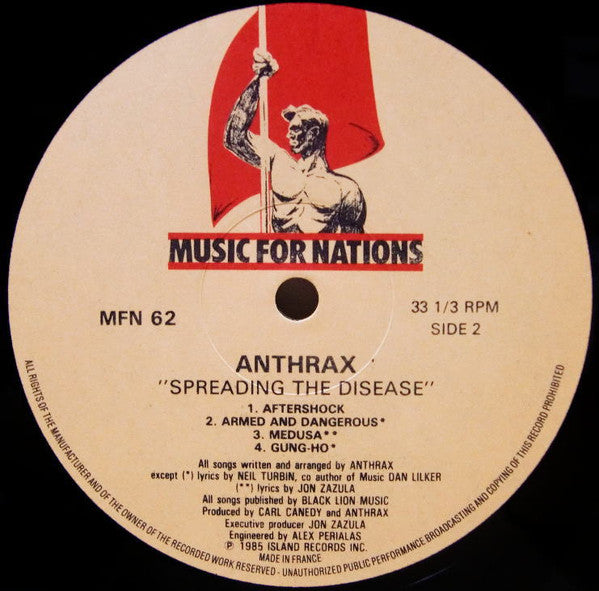 MUSIC FOR NATIONS
MFN 62
33 1/3 RPM
SIDE 2
ANTHRAX
"SPREADING THE DISEASE"
1. AFTERSHOCK
2. ARMED AND DANGEROUS*
3. MEDUSA**
4. GUNG-HO*
All songs written and arranged by ANTHRAX
except (*) lyrics by NEIL TURBIN, co author of Music DAN LILKER
(**) lyrics by JON ZAZULA
All songs published by BLACK LION MUSIC
Produced by CARL CANEDY and ANTHRAX
Executive producer JON ZAZULA
Engineered by ALEX PERIALAS
℗ 1985 ISLAND RECORDS INC.
MADE IN FRANCE
ALL RIGHTS OF THE MANUFACTURER AND OF THE OWNER OF THE RECORDED WORK RESERVED - UNAUTHORIZED PUBLIC PERFORMANCE BROADCASTING AND COPYING OF THIS RECORD PROHIBITED